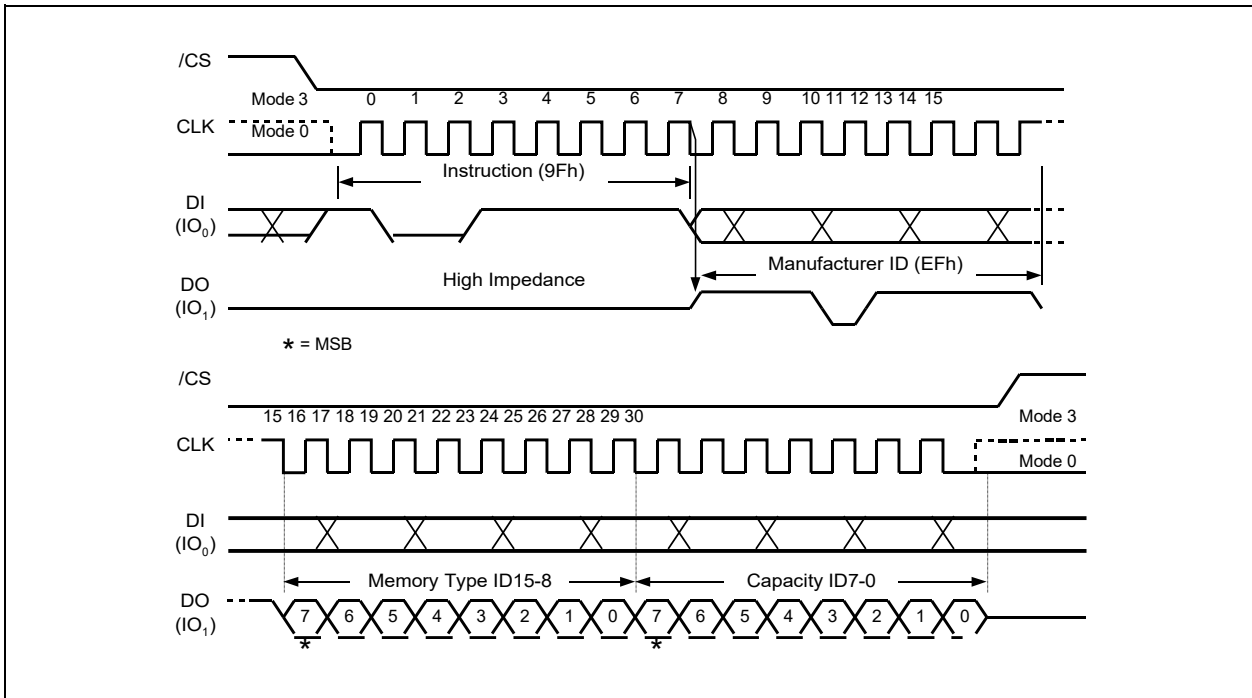 /CS
Mode 3 0 1 2 3 4 5 6 7 8 9 10 11 12 13 14 15
CLK Mode 0
Instruction (9Fh)
DI
(IO₀)
Manufacturer ID (EFh)
High Impedance
DO
(IO₁)
* = MSB
/CS
15 16 17 18 19 20 21 22 23 24 25 26 27 28 29 30 Mode 3
CLK
Mode 0
DI
(IO₀)
Memory Type ID15-8 Capacity ID7-0
DO
(IO₁)
7 6 5 4 3 2 1 0 7 6 5 4 3 2 1 0
* *